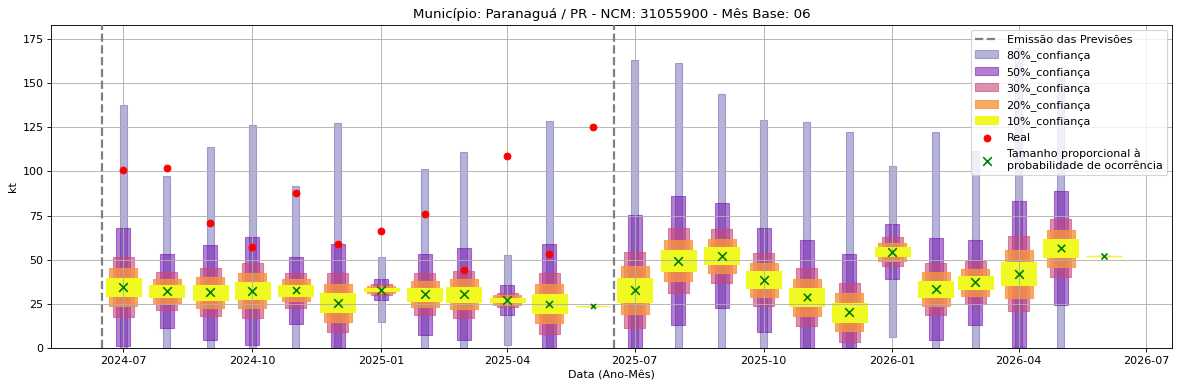 Município: Paranaguá / PR - NCM: 31055900 - Mês Base: 06
175
150
125
100
75
50
25
0
kt
Emissão das Previsões
80%_confiança
50%_confiança
30%_confiança
20%_confiança
10%_confiança
Real
Tamanho proporcional à
probabilidade de ocorrência
2024-07
2024-10
2025-01
2025-04
2025-07
2025-10
2026-01
2026-04
2026-07
Data (Ano-Mês)